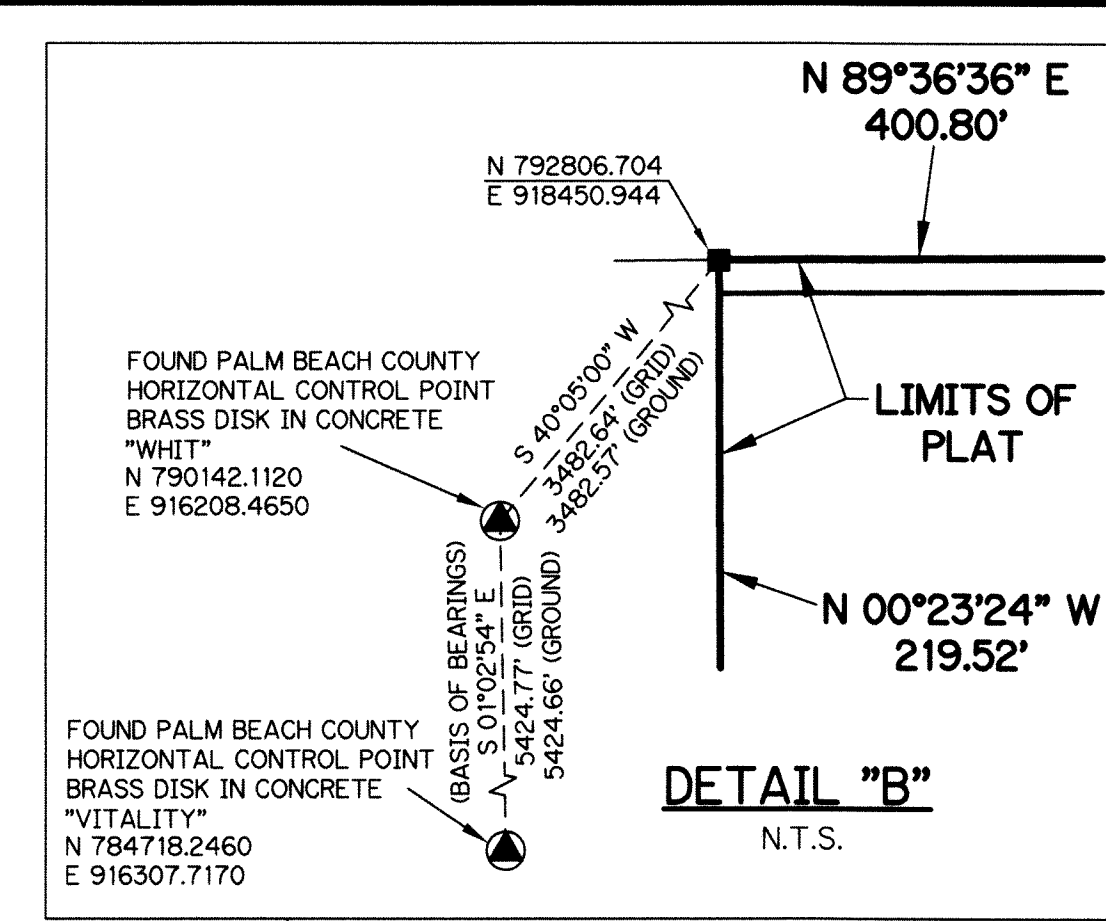 N 89°36'36" E
400.80'
N 792806.704
E 918450.944
S 40°05'00" W
3482.64' (GRID)
3482.57' (GROUND)
FOUND PALM BEACH COUNTY
HORIZONTAL CONTROL POINT
BRASS DISK IN CONCRETE
"WHIT"
N 790142.1120
E 916208.4650
LIMITS OF
PLAT
(BASIS OF BEARINGS)
S 01°02'54" E
5424.77' (GRID)
5424.66' (GROUND)
N 00°23'24" W
219.52'
FOUND PALM BEACH COUNTY
HORIZONTAL CONTROL POINT
BRASS DISK IN CONCRETE
"VITALITY"
N 784718.2460
E 916307.7170
DETAIL "B"
N.T.S.